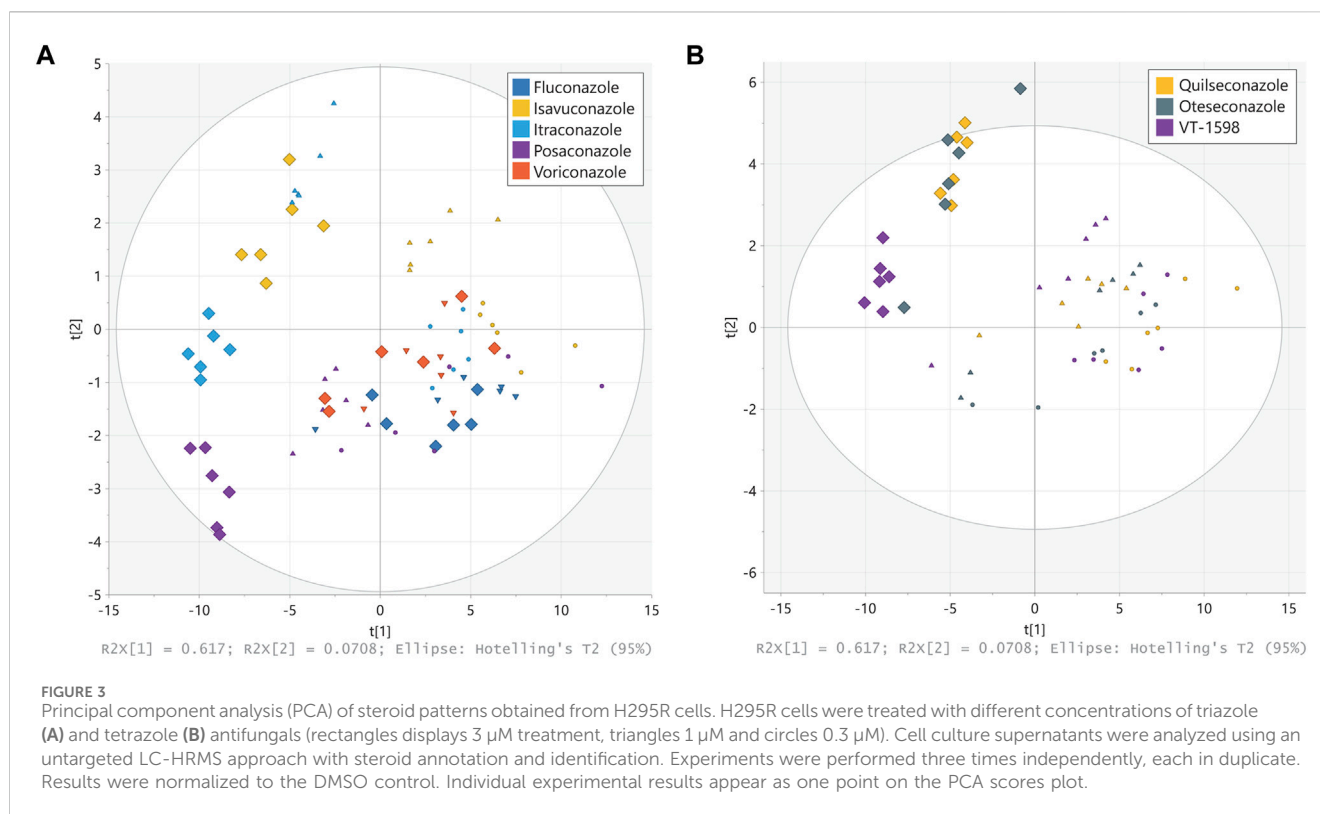 A
5
4
3
2
1
0
-1
-2
-3
-4
-5
t[2]
-15
-10
-5
0
5
10
15
t[1]
Fluconazole
Isavuconazole
Itraconazole
Posaconazole
Voriconazole
R2X[1] = 0.617; R2X[2] = 0.0708; Ellipse: Hotelling's T2 (95%)
B
6
4
2
0
-2
-4
-6
t[2]
-15
-10
-5
0
5
10
15
t[1]
Quilseconazole
Oteseconazole
VT-1598
R2X[1] = 0.617; R2X[2] = 0.0708; Ellipse: Hotelling's T2 (95%)
FIGURE 3
Principal component analysis (PCA) of steroid patterns obtained from H295R cells. H295R cells were treated with different concentrations of triazole
(A) and tetrazole (B) antifungals (rectangles displays 3 µM treatment, triangles 1 µM and circles 0.3 µM). Cell culture supernatants were analyzed using an
untargeted LC-HRMS approach with steroid annotation and identification. Experiments were performed three times independently, each in duplicate.
Results were normalized to the DMSO control. Individual experimental results appear as one point on the PCA scores plot.